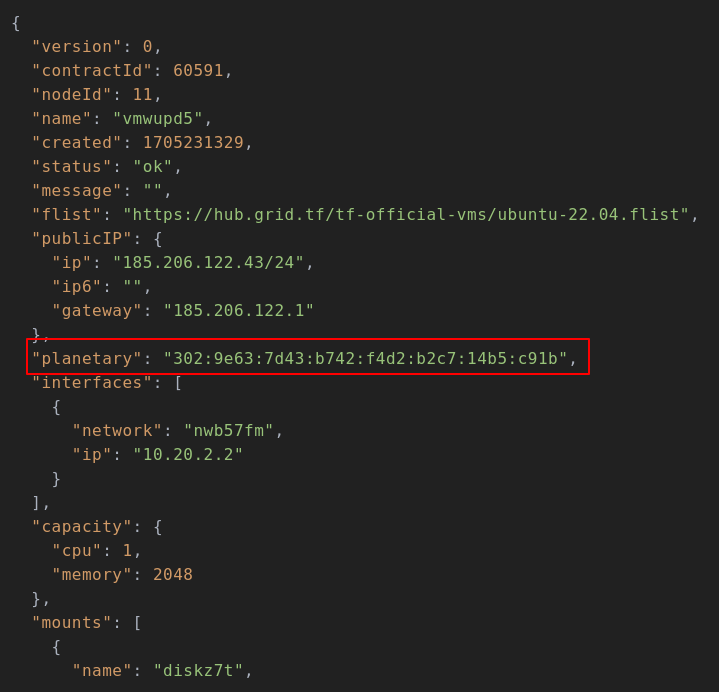 {
  "version": 0,
  "contractId": 60591,
  "nodeId": 11,
  "name": "vmwupd5",
  "created": 1705231329,
  "status": "ok",
  "message": "",
  "flist": "https://hub.grid.tf/tf-official-vms/ubuntu-22.04.flist",
  "publicIP": {
    "ip": "185.206.122.43/24",
    "ip6": "",
    "gateway": "185.206.122.1"
  },
  "planetary": "302:9e63:7d43:b742:f4d2:b2c7:14b5:c91b",
  "interfaces": [
    {
      "network": "nwb57fm",
      "ip": "10.20.2.2"
    }
  ],
  "capacity": {
    "cpu": 1,
    "memory": 2048
  },
  "mounts": [
    {
      "name": "diskz7t",